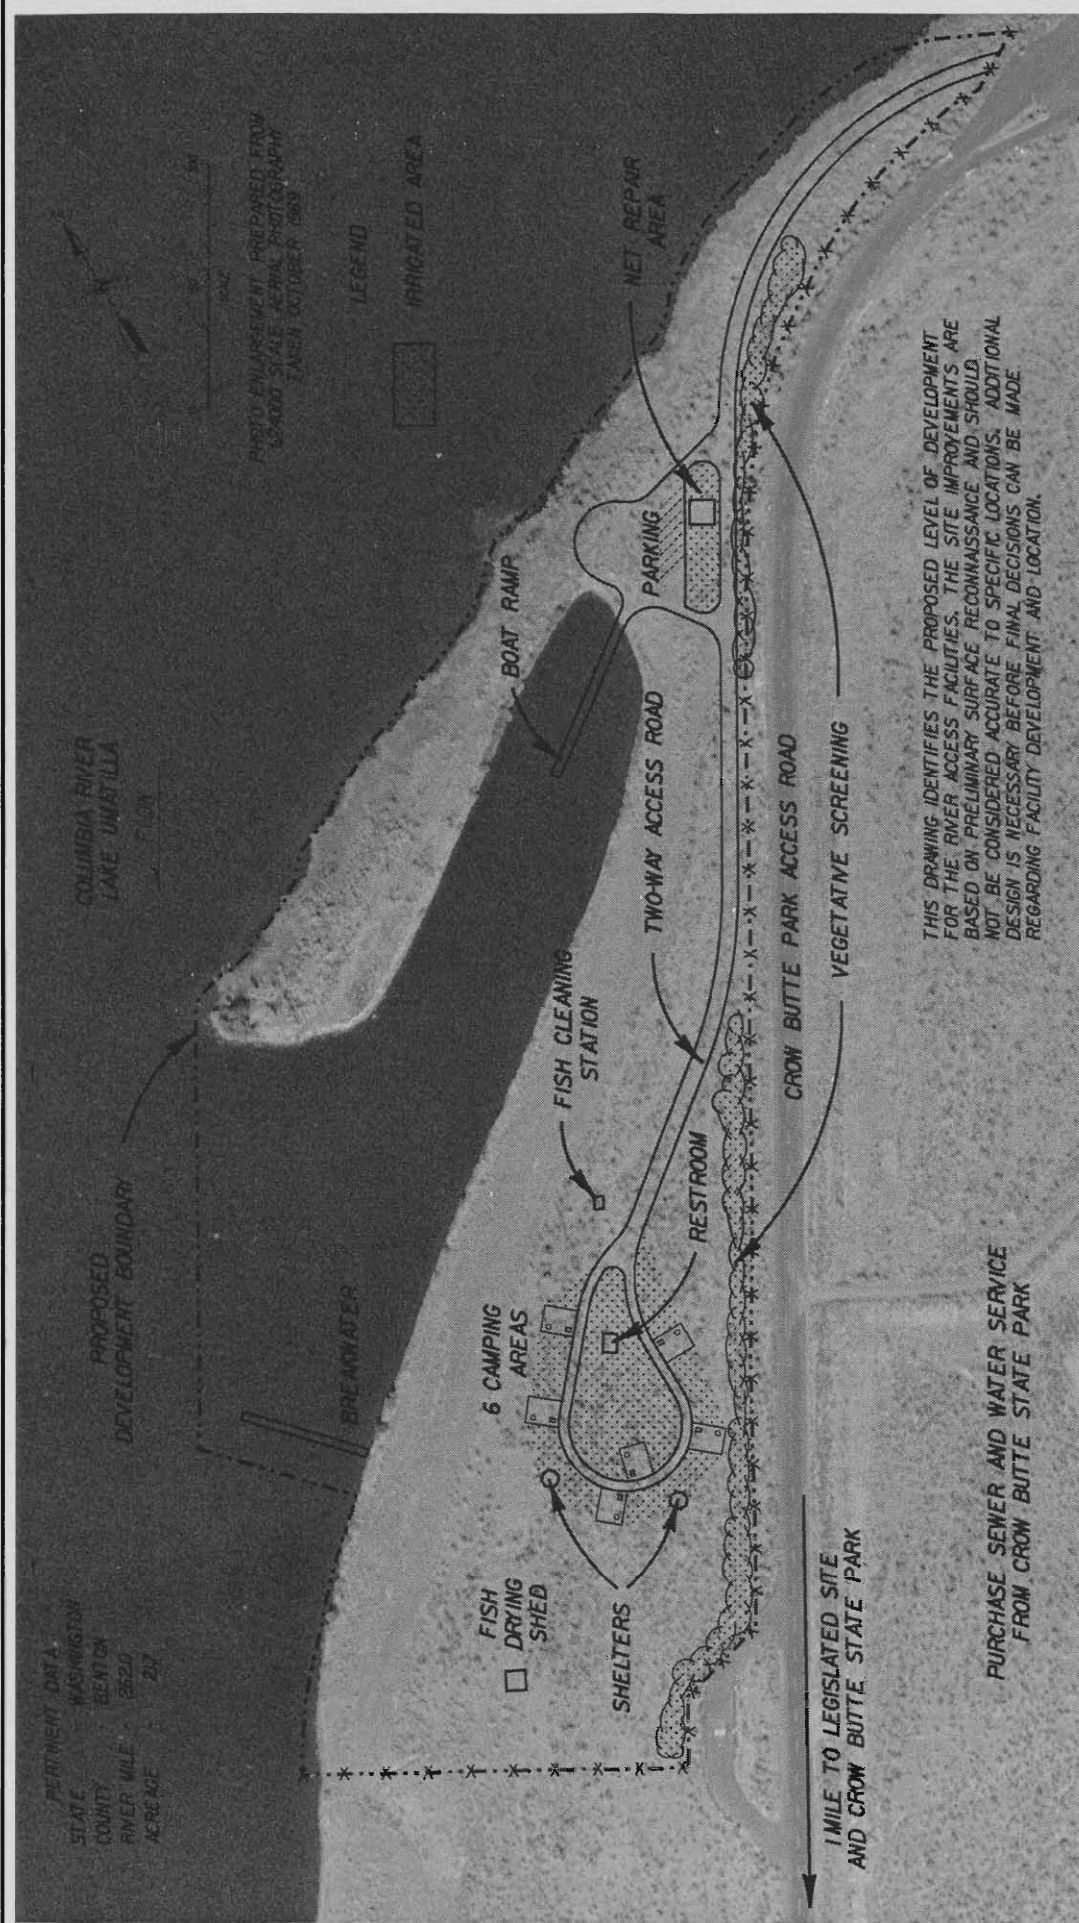 PERTINENT DATA
STATE - WASHINGTON
COUNTY - BENTON
RIVER MILE -
ACREAGE -
PROPOSED
DEVELOPMENT BOUNDARY
COLUMBIA RIVER
LAKE UMATILLA
PLAN
SCALE
PHOTO ENLARGEMENT PREPARED FROM
SCALE AERIAL PHOTOGRAPHY
OCTOBER
LEGEND
IRRIGATED AREA
BREAKWATER
BOAT RAMP
NET REPAIR
AREA
PARKING
FISH CLEANING
STATION
TWO-WAY ACCESS ROAD
6 CAMPING
AREAS
RESTROOM
FISH
DRYING
SHED
SHELTERS
CROW BUTTE PARK ACCESS ROAD
VEGETATIVE SCREENING
1 MILE TO LEGISLATED SITE
AND CROW BUTTE STATE PARK
PURCHASE SEWER AND WATER SERVICE
FROM CROW BUTTE STATE PARK
THIS DRAWING IDENTIFIES THE PROPOSED LEVEL OF DEVELOPMENT
FOR THE RIVER ACCESS FACILITIES. THE SITE IMPROVEMENTS ARE
BASED ON PRELIMINARY SURFACE RECONNAISSANCE AND SHOULD
NOT BE CONSIDERED ACCURATE TO SPECIFIC LOCATIONS. ADDITIONAL
DESIGN IS NECESSARY BEFORE FINAL DECISIONS CAN BE MADE
REGARDING FACILITY DEVELOPMENT AND LOCATION.